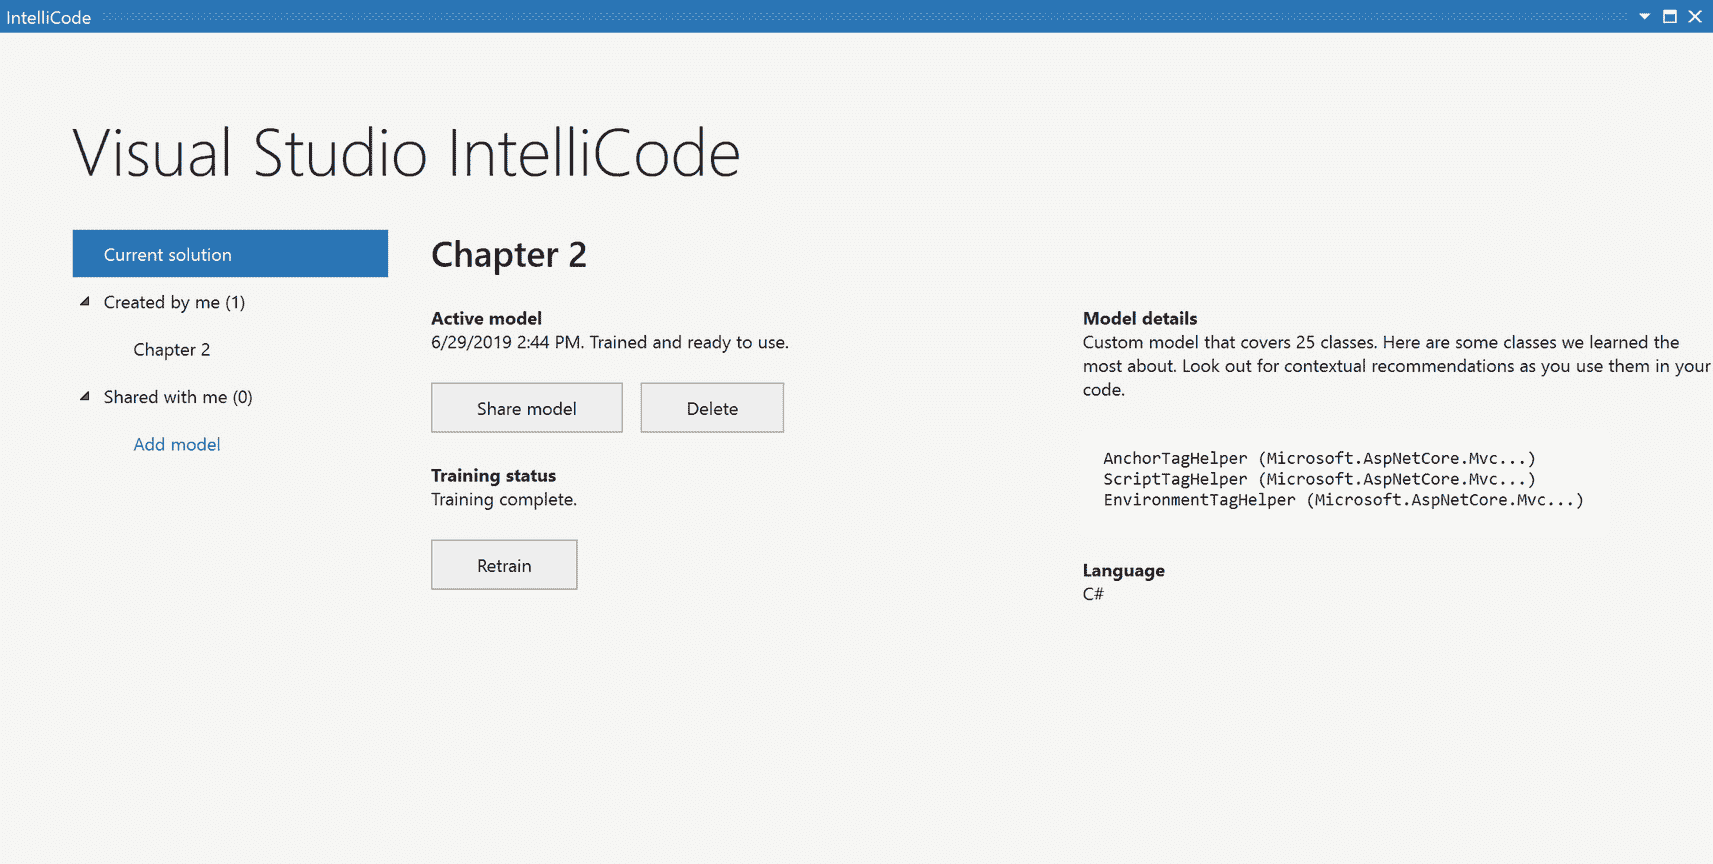 IntelliCode
Visual Studio IntelliCode
Current solution
Created by me (1)
Chapter 2
Shared with me (0)
Add model
Chapter 2
Active model
6/29/2019 2:44 PM. Trained and ready to use.
Share model
Delete
Training status
Training complete.
Retrain
Model details
Custom model that covers 25 classes. Here are some classes we learned the
most about. Look out for contextual recommendations as you use them in your
code.
AnchorTagHelper (Microsoft.AspNetCore.Mvc...)
ScriptTagHelper (Microsoft.AspNetCore.Mvc...)
EnvironmentTagHelper (Microsoft.AspNetCore.Mvc...)
Language
C#